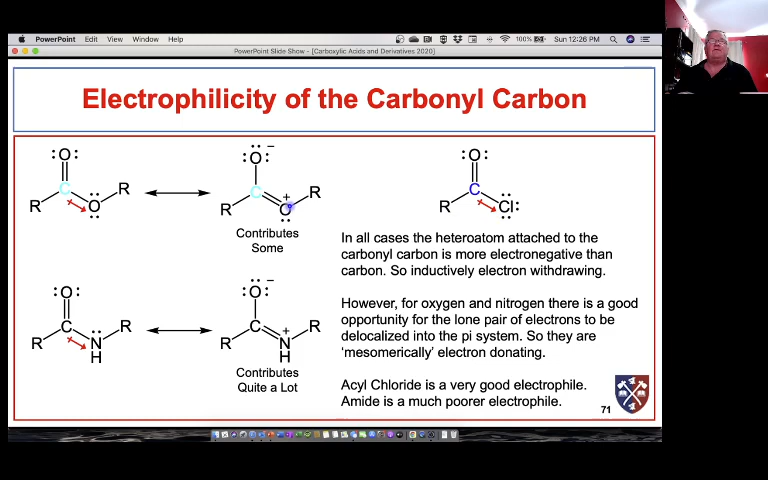 PowerPoint Edit View Window Help
100%
Sun 12:26 PM
PowerPoint Slide Show - [Carboxylic Acids and Derivatives 2020]
Electrophilicity of the Carbonyl Carbon
:O:
C
R
O
R
:O:
C
R
O
R
Contributes
Some
:O:
C
R
Cl:
In all cases the heteroatom attached to the
carbonyl carbon is more electronegative than
carbon. So inductively electron withdrawing.
:O:
C
R
N
H
R
:O:
C
R
N
H
R
Contributes
Quite a Lot
However, for oxygen and nitrogen there is a good
opportunity for the lone pair of electrons to be
delocalized into the pi system. So they are
'mesomerically' electron donating.
Acyl Chloride is a very good electrophile.
Amide is a much poorer electrophile.
71